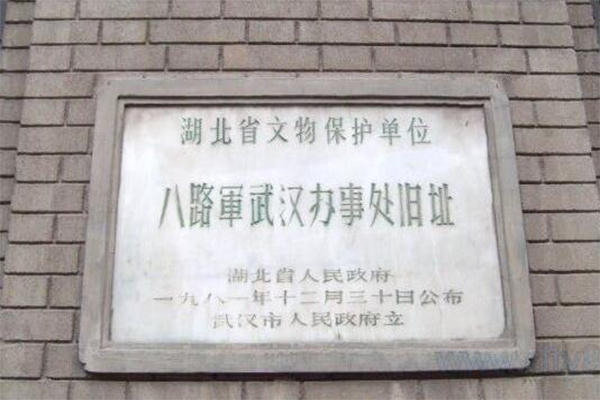 湖北省文物保护单位
八路軍武汉办事处旧址
湖北省人民政府
一九八一年十二月三十日公布
武汉市人民政府立